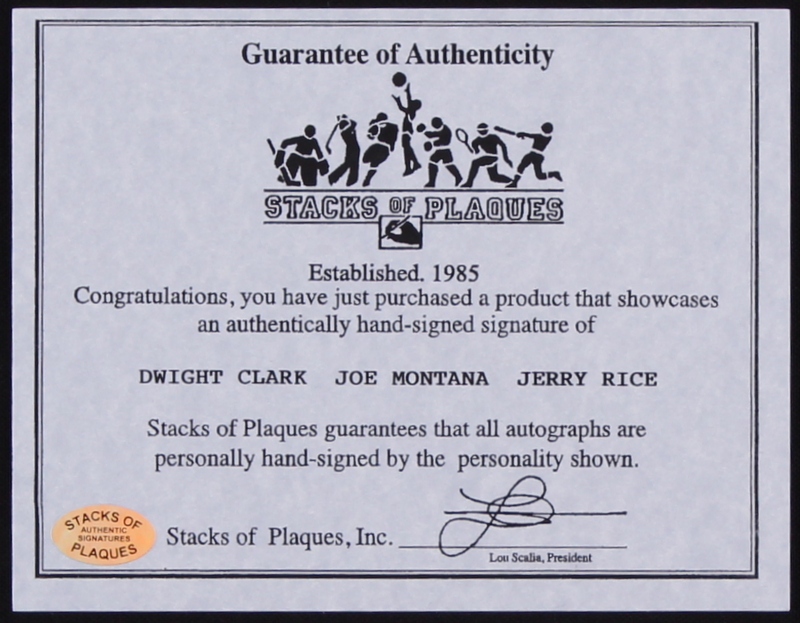 Guarantee of Authenticity
STACKS OF PLAQUES
Established. 1985
Congratulations, you have just purchased a product that showcases
an authentically hand-signed signature of
DWIGHT CLARK JOE MONTANA JERRY RICE
Stacks of Plaques guarantees that all autographs are
personally hand-signed by the personality shown.
STACKS OF
AUTHENTIC
SIGNATURES
PLAQUES
Stacks of Plaques, Inc.
Lou Scalia, President